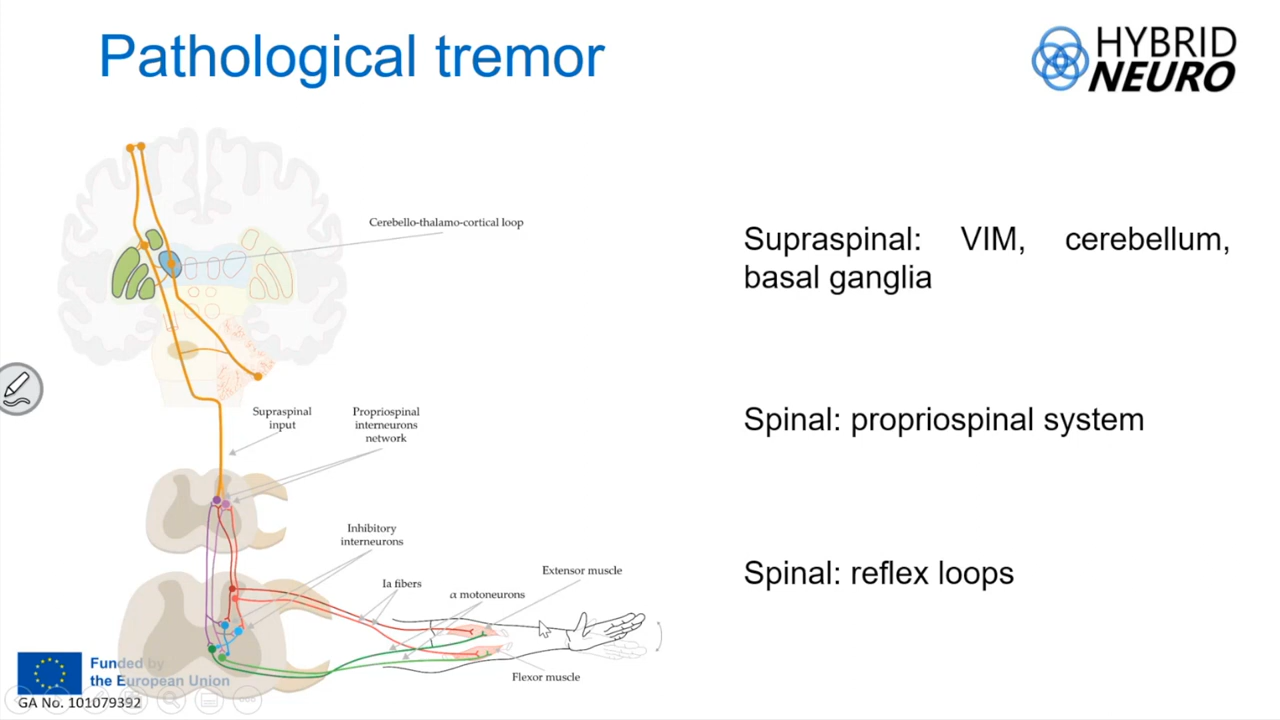 Pathological tremor
HYBRID
NEURO
Cerebello-thalamo-cortical loop
Supraspinal: VIM, cerebellum,
basal ganglia
Supraspinal
input
Propriospinal
interneurons
network
Spinal: propriospinal system
Inhibitory
interneurons
Ia fibers
α motoneurons
Extensor muscle
Spinal: reflex loops
Flexor muscle
Funded by
the European Union
GA No. 101079392